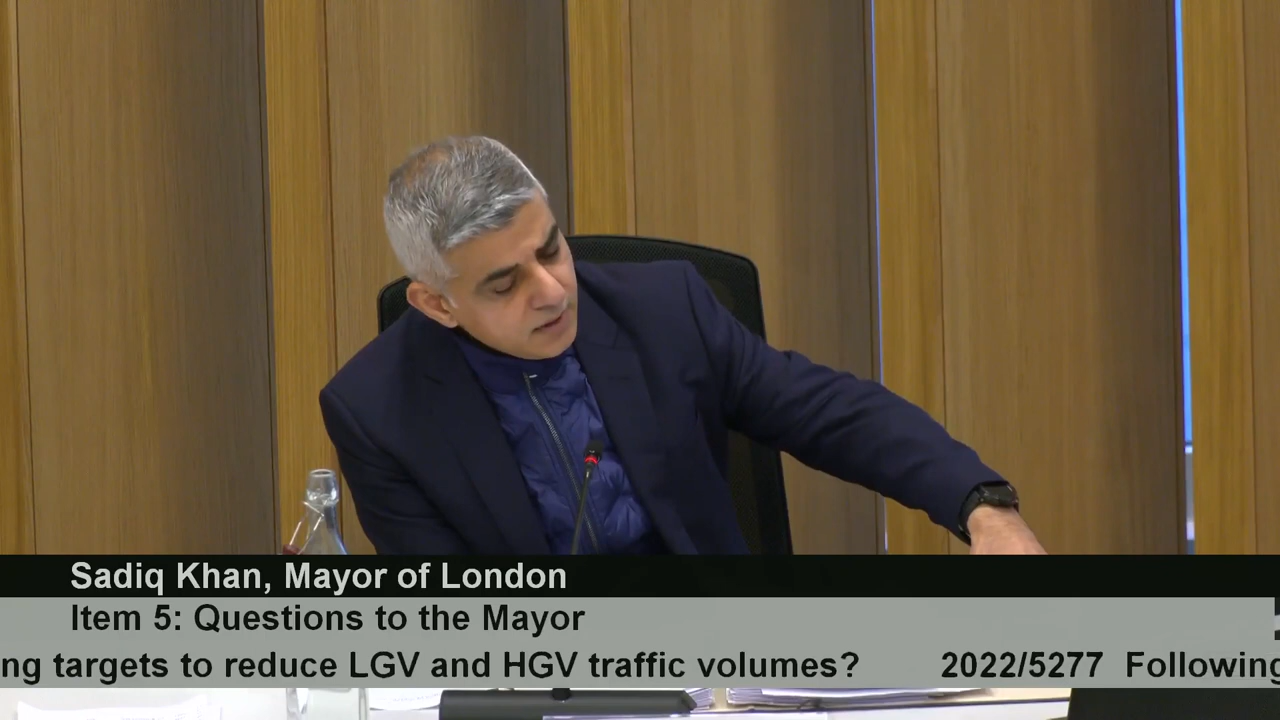 Sadiq Khan, Mayor of London
Item 5: Questions to the Mayor
ng targets to reduce LGV and HGV traffic volumes? 2022/5277 Following